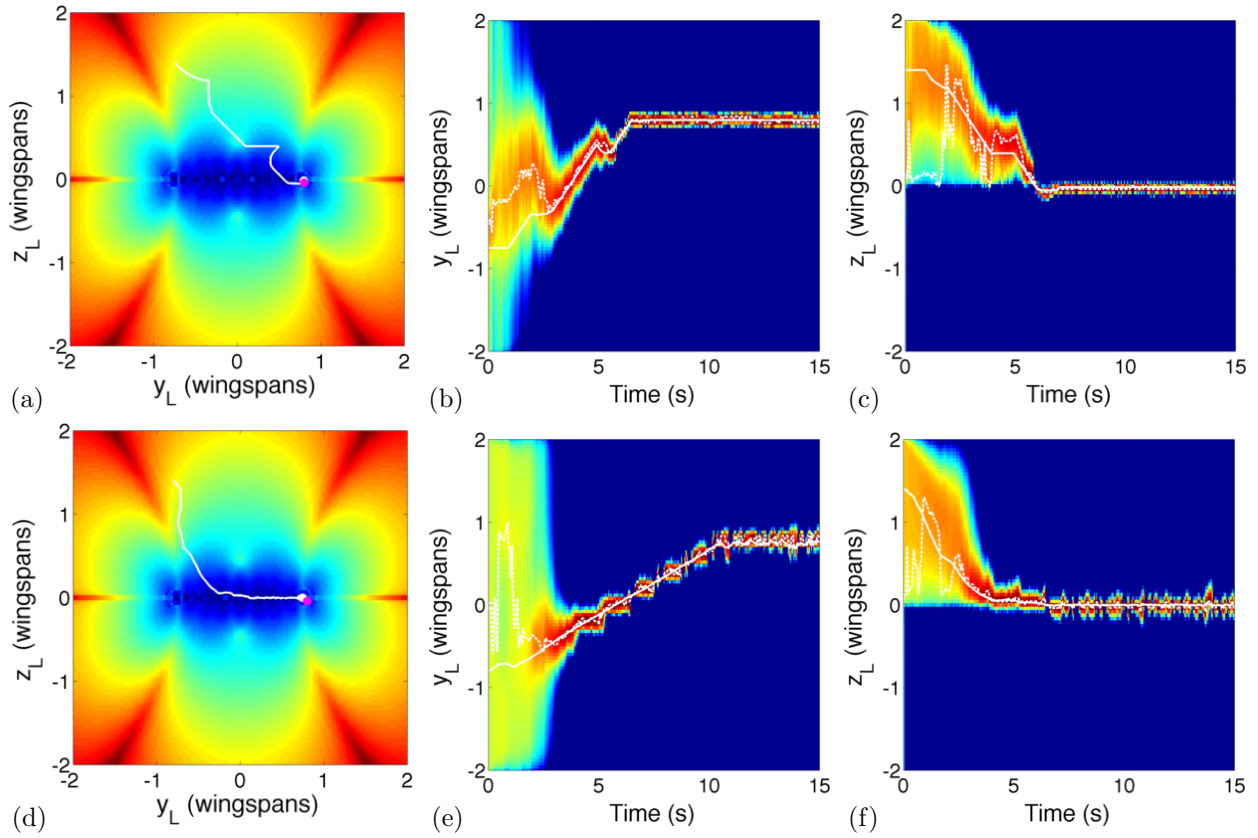 2
1
0
-1
-2
z_L (wingspans)
-2 -1 0 1 2
y_L (wingspans)
(a)
2
1
0
-1
-2
y_L (wingspans)
0 5 10 15
Time (s)
(b)
2
1
0
-1
-2
z_L (wingspans)
0 5 10 15
Time (s)
(c)
2
1
0
-1
-2
z_L (wingspans)
-2 -1 0 1 2
y_L (wingspans)
(d)
2
1
0
-1
-2
y_L (wingspans)
0 5 10 15
Time (s)
(e)
2
1
0
-1
-2
z_L (wingspans)
0 5 10 15
Time (s)
(f)